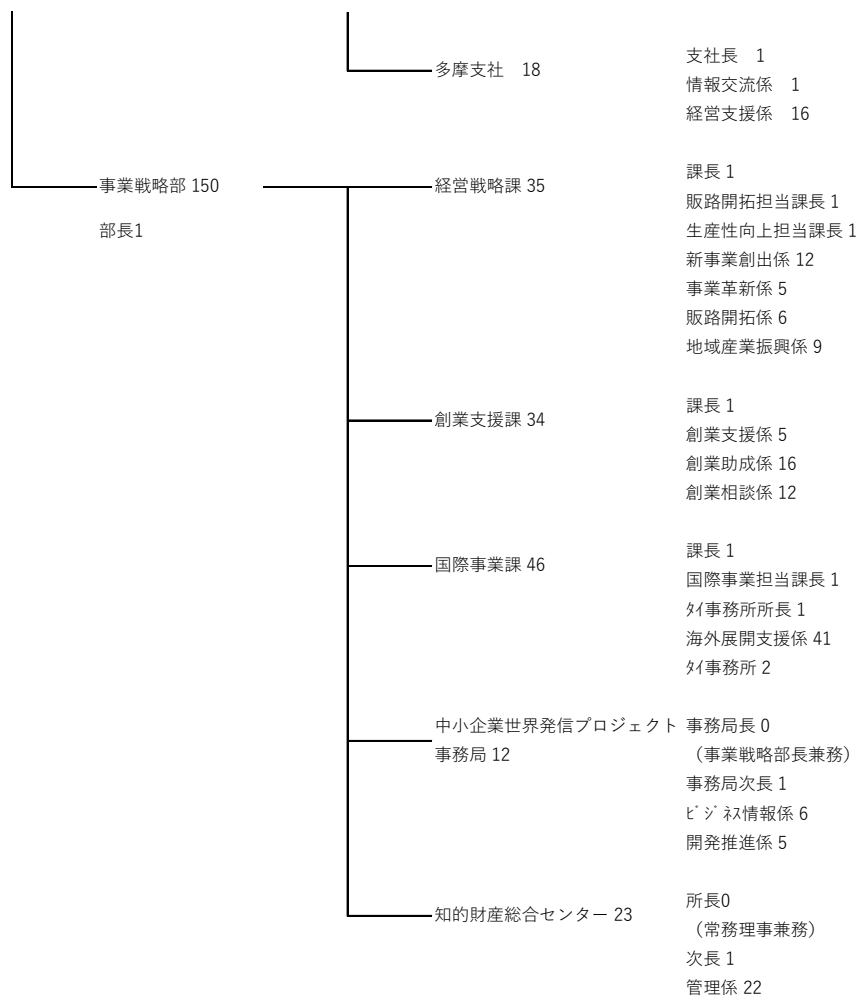 多摩支社　18
支社長　1
情報交流係　1
経営支援係　16
事業戦略部 150
部長1
経営戦略課 35
課長 1
販路開拓担当課長 1
生産性向上担当課長 1
新事業創出係 12
事業革新係 5
販路開拓係 6
地域産業振興係 9
創業支援課 34
課長 1
創業支援係 5
創業助成係 16
創業相談係 12
国際事業課 46
課長 1
国際事業担当課長 1
ﾀｲ事務所所長 1
海外展開支援係 41
ﾀｲ事務所 2
中小企業世界発信プロジェクト
事務局 12
事務局長 0
（事業戦略部長兼務）
事務局次長 1
ﾋﾞｼﾞﾈｽ情報係 6
開発推進係 5
知的財産総合センター 23
所長0
（常務理事兼務）
次長 1
管理係 22